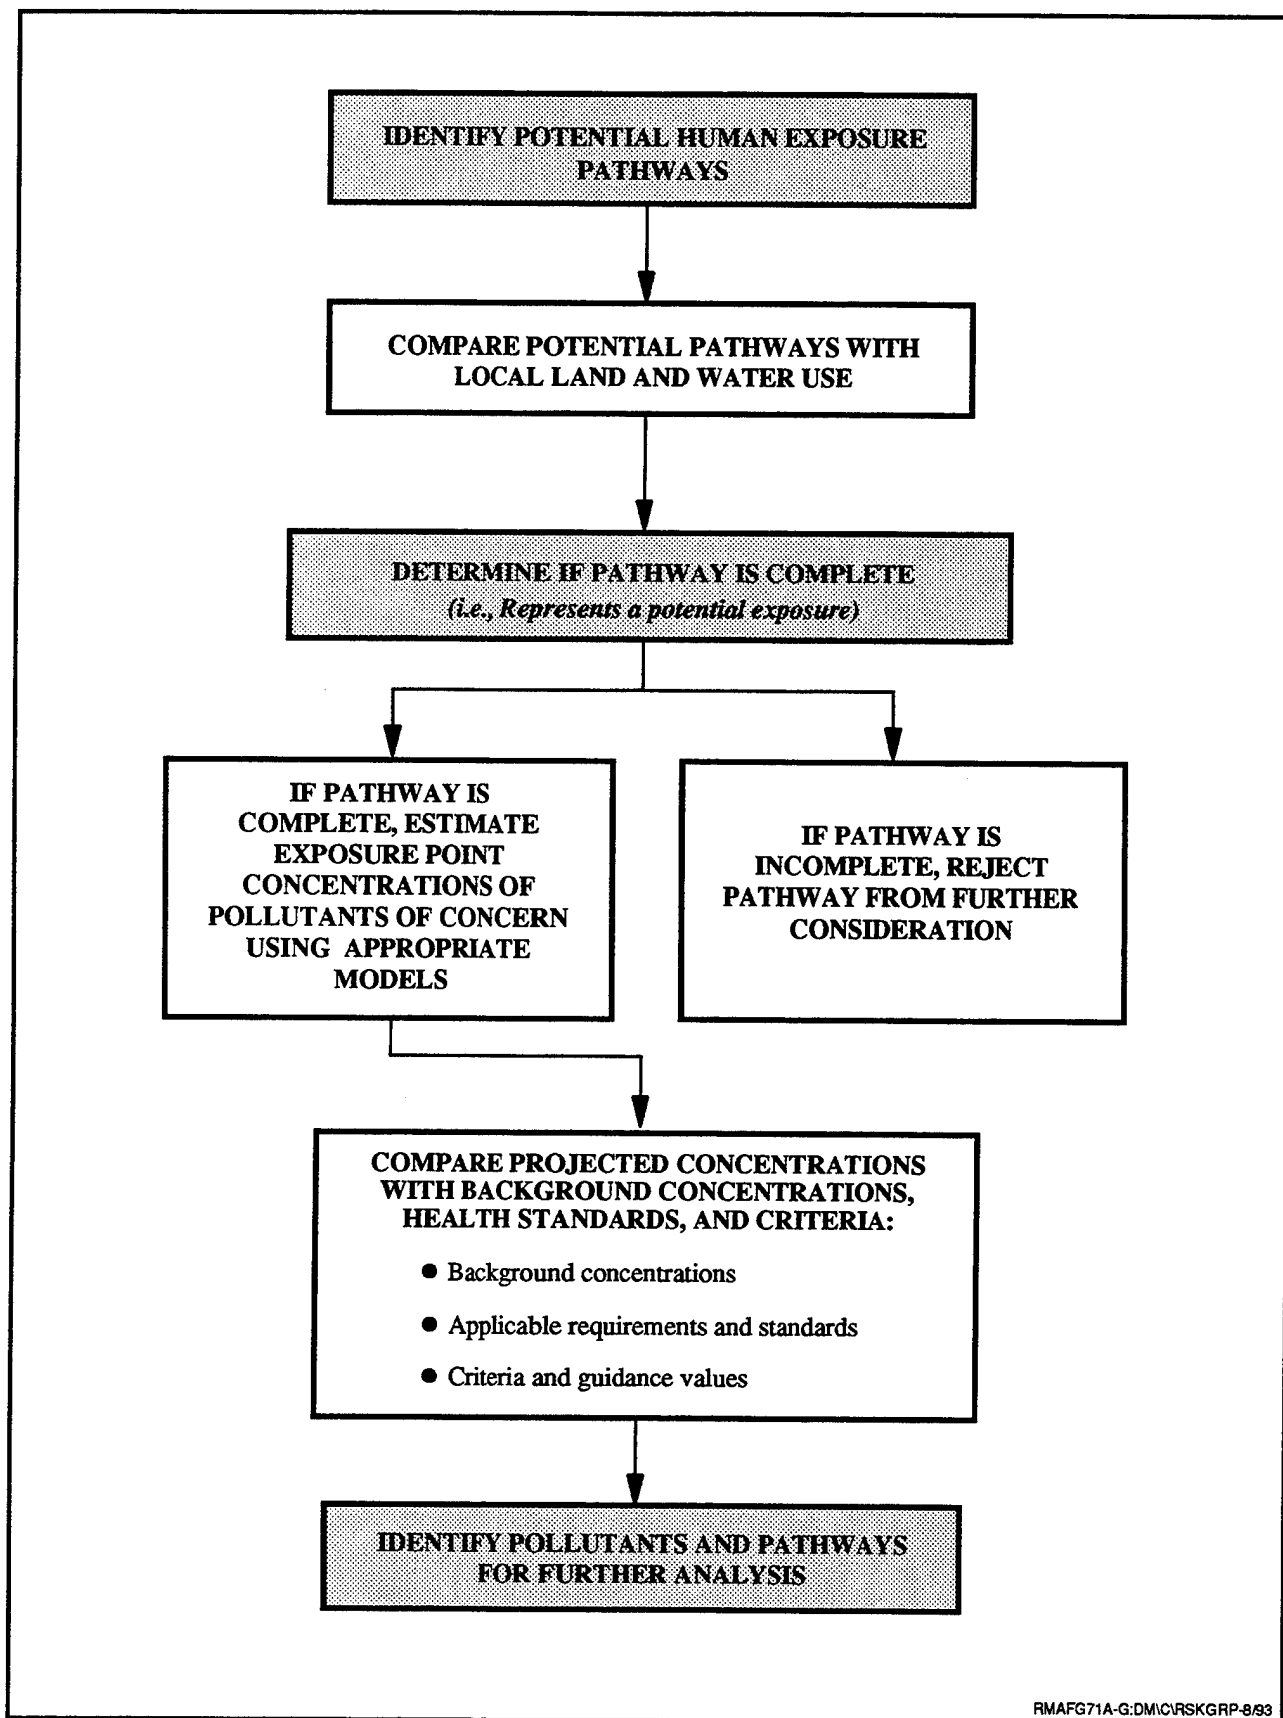 IDENTIFY POTENTIAL HUMAN EXPOSURE
PATHWAYS
COMPARE POTENTIAL PATHWAYS WITH
LOCAL LAND AND WATER USE
DETERMINE IF PATHWAY IS COMPLETE
(i.e., Represents a potential exposure)
IF PATHWAY IS
COMPLETE, ESTIMATE
EXPOSURE POINT
CONCENTRATIONS OF
POLLUTANTS OF CONCERN
USING APPROPRIATE
MODELS
IF PATHWAY IS
INCOMPLETE, REJECT
PATHWAY FROM FURTHER
CONSIDERATION
COMPARE PROJECTED CONCENTRATIONS
WITH BACKGROUND CONCENTRATIONS,
HEALTH STANDARDS, AND CRITERIA:
● Background concentrations
● Applicable requirements and standards
● Criteria and guidance values
IDENTIFY POLLUTANTS AND PATHWAYS
FOR FURTHER ANALYSIS
RMAFG71A-G:DM\C\RSKGRP-8/93